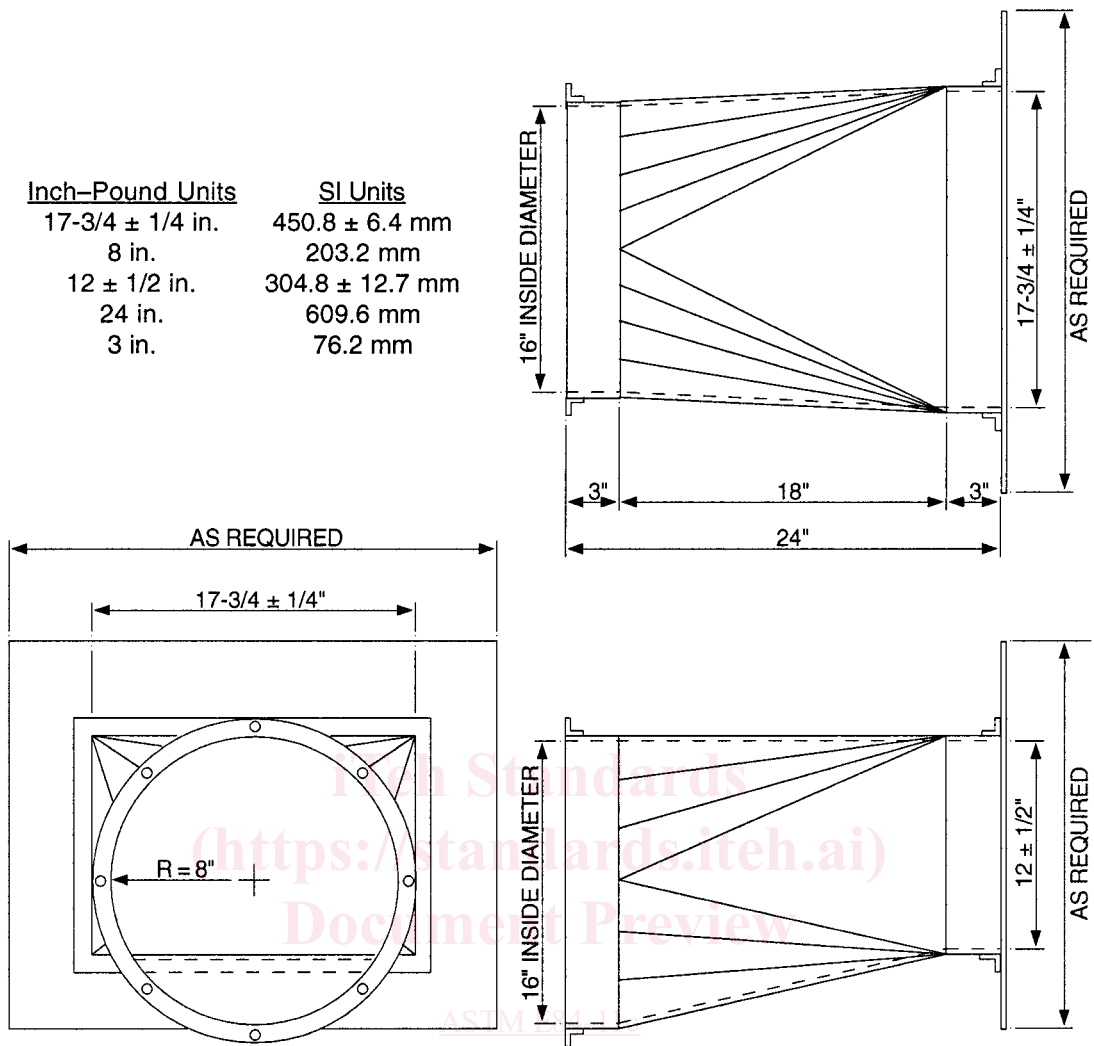 Inch–Pound Units SI Units
17-3/4 ± 1/4 in. 450.8 ± 6.4 mm
8 in. 203.2 mm
12 ± 1/2 in. 304.8 ± 12.7 mm
24 in. 609.6 mm
3 in. 76.2 mm
16" INSIDE DIAMETER
17-3/4 ± 1/4"
AS REQUIRED
3" 18" 3"
24"
AS REQUIRED
17-3/4 ± 1/4"
R = 8"
16" INSIDE DIAMETER
12 ± 1/2"
AS REQUIRED
iTeh Standards
(https://standards.iteh.ai)
Document Preview
ASTM